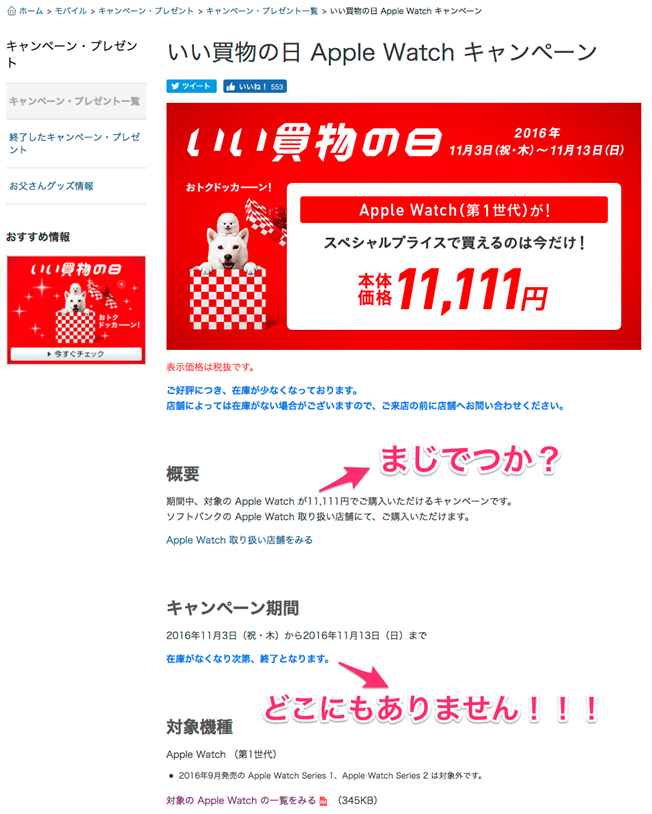 ホーム > モバイル > キャンペーン・プレゼント > キャンペーン・プレゼント一覧 > いい買物の日 Apple Watch キャンペーン
キャンペーン・プレゼント
キャンペーン・プレゼント一覧
終了したキャンペーン・プレゼント
お父さんグッズ情報
おすすめ情報
いい買物の日
おトク
ドッカーーン!
今すぐチェック
いい買物の日 Apple Watch キャンペーン
ツイート いいね! 553
いい買物の日
2016年
11月3日(祝・木)~11月13日(日)
おトクドッカーーン!
Apple Watch(第1世代)が!
スペシャルプライスで買えるのは今だけ!
本体
価格
11,111円
表示価格は税抜です。
ご好評につき、在庫が少なくなっております。
店舗によっては在庫がない場合がございますので、ご来店の前に店舗へお問い合わせください。
まじでつか?
概要
期間中、対象の Apple Watch が11,111円でご購入いただけるキャンペーンです。
ソフトバンクの Apple Watch 取り扱い店舗にて、ご購入いただけます。
Apple Watch 取り扱い店舗をみる
キャンペーン期間
2016年11月3日(祝・木)から2016年11月13日(日)まで
在庫がなくなり次第、終了となります。
どこにもありません!!!
対象機種
Apple Watch (第1世代)
• 2016年9月発売の Apple Watch Series 1、Apple Watch Series 2 は対象外です。
対象の Apple Watch の一覧をみる (345KB)